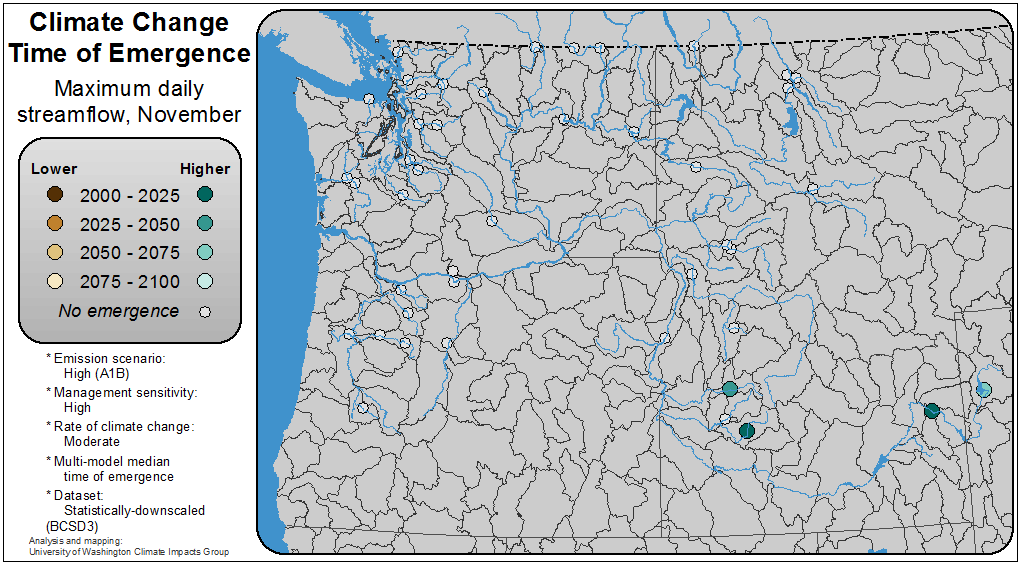 Climate Change
Time of Emergence
Maximum daily
streamflow, November
Lower Higher
2000 - 2025
2025 - 2050
2050 - 2075
2075 - 2100
No emergence
* Emission scenario:
High (A1B)
* Management sensitivity:
High
* Rate of climate change:
Moderate
* Multi-model median
time of emergence
* Dataset:
Statistically-downscaled
(BCSD3)
Analysis and mapping:
University of Washington Climate Impacts Group